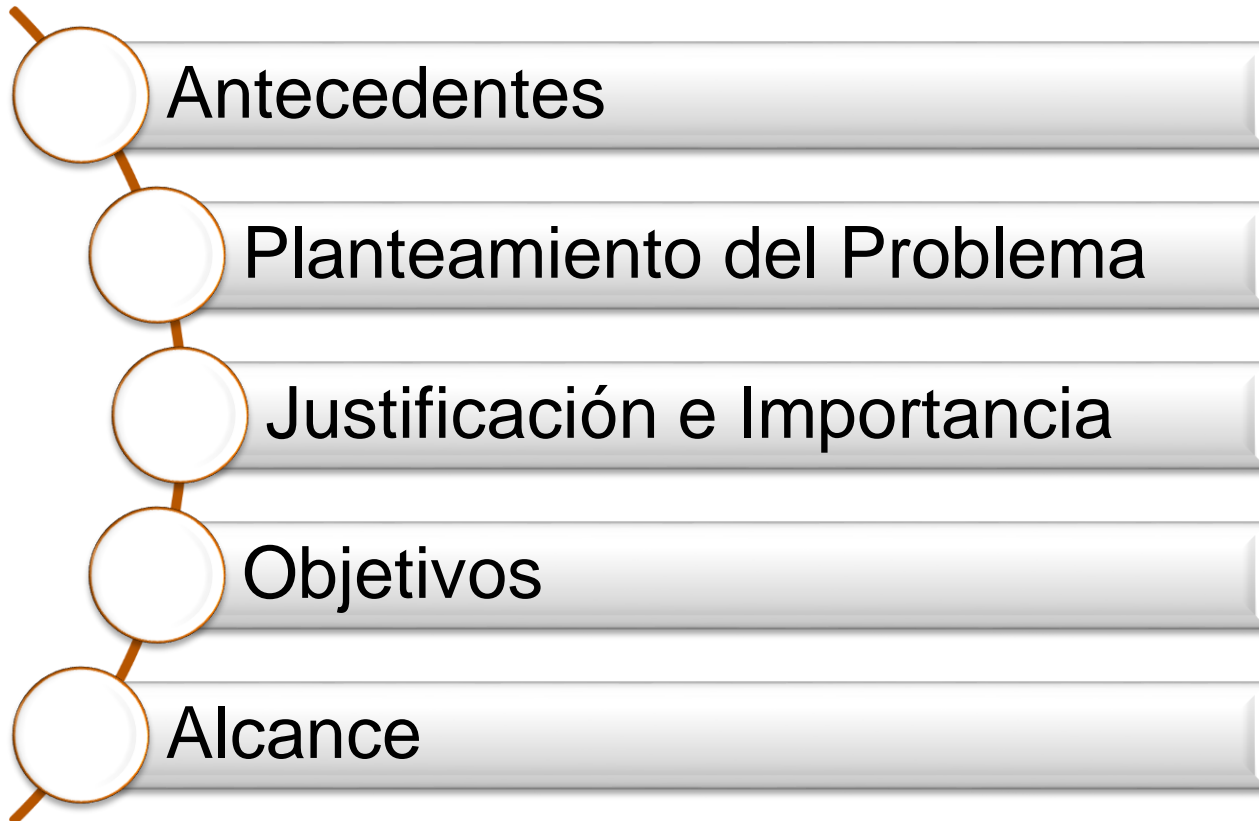 Antecedentes
Planteamiento del Problema
Justificación e Importancia
Objetivos
Alcance